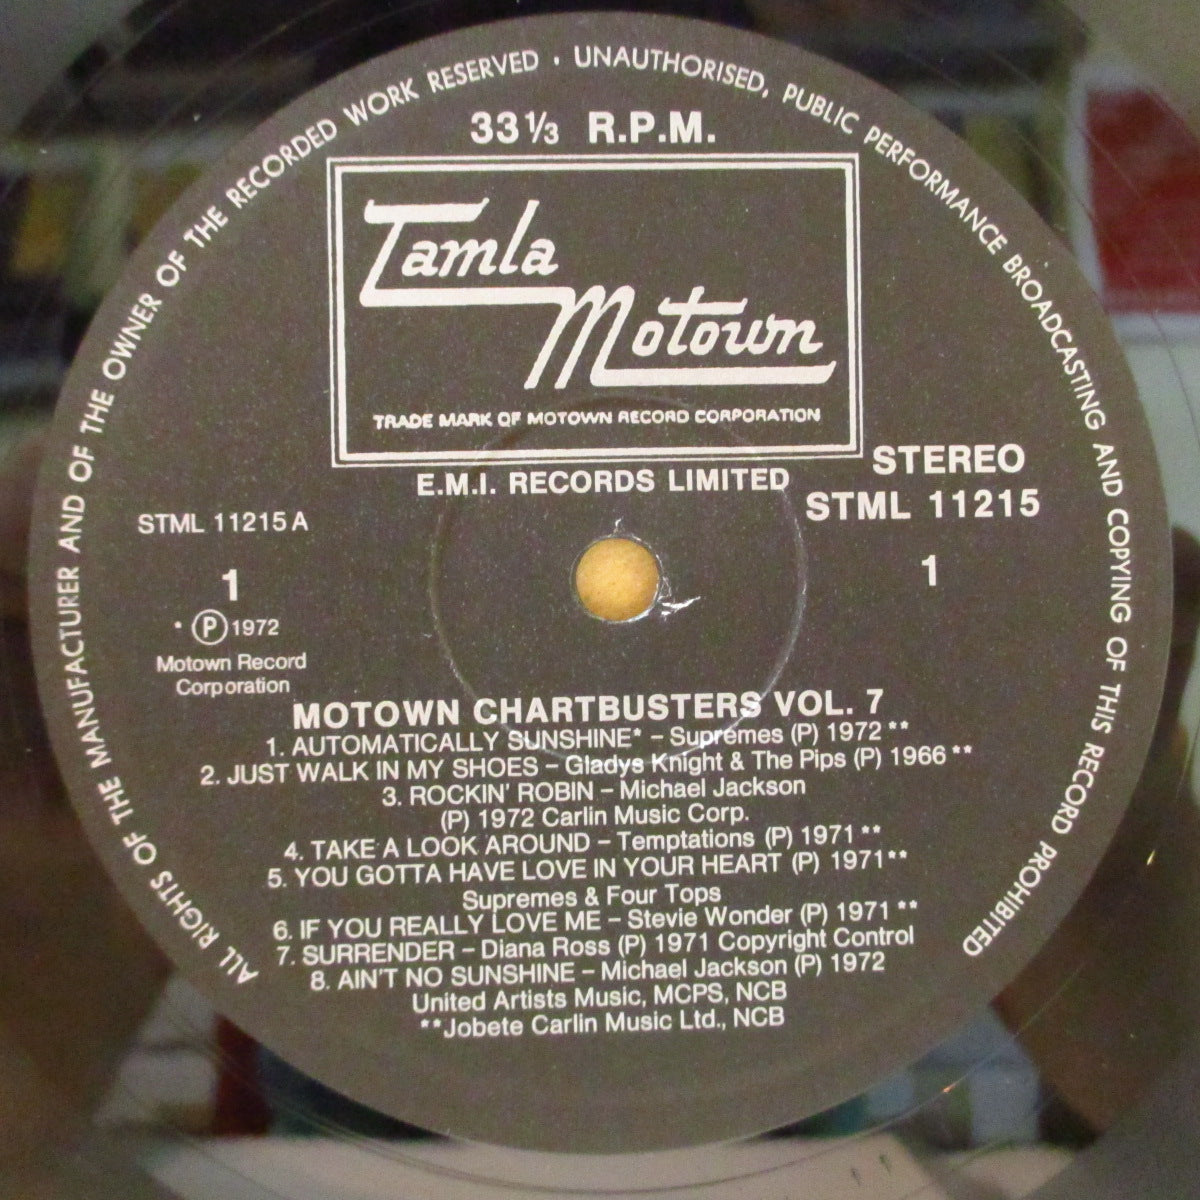 ALL RIGHTS OF THE MANUFACTURER AND OF THE OWNER OF THE RECORDED WORK RESERVED · UNAUTHORISED, PUBLIC PERFORMANCE BROADCASTING AND COPYING OF THIS RECORD PROHIBITED
33⅓ R.P.M.
Tamla
Motown
TRADE MARK OF MOTOWN RECORD CORPORATION
E.M.I. RECORDS LIMITED
STEREO
STML 11215
STML 11215 A
1
1
* Ⓟ 1972
Motown Record
Corporation
MOTOWN CHARTBUSTERS VOL. 7
1. AUTOMATICALLY SUNSHINE* – Supremes (P) 1972 **
2. JUST WALK IN MY SHOES – Gladys Knight & The Pips (P) 1966 **
3. ROCKIN' ROBIN – Michael Jackson
(P) 1972 Carlin Music Corp.
4. TAKE A LOOK AROUND – Temptations (P) 1971 **
5. YOU GOTTA HAVE LOVE IN YOUR HEART (P) 1971 **
Supremes & Four Tops
6. IF YOU REALLY LOVE ME – Stevie Wonder (P) 1971 **
7. SURRENDER – Diana Ross (P) 1971 Copyright Control
8. AIN'T NO SUNSHINE – Michael Jackson (P) 1972
United Artists Music, MCPS, NCB
**Jobete Carlin Music Ltd., NCB